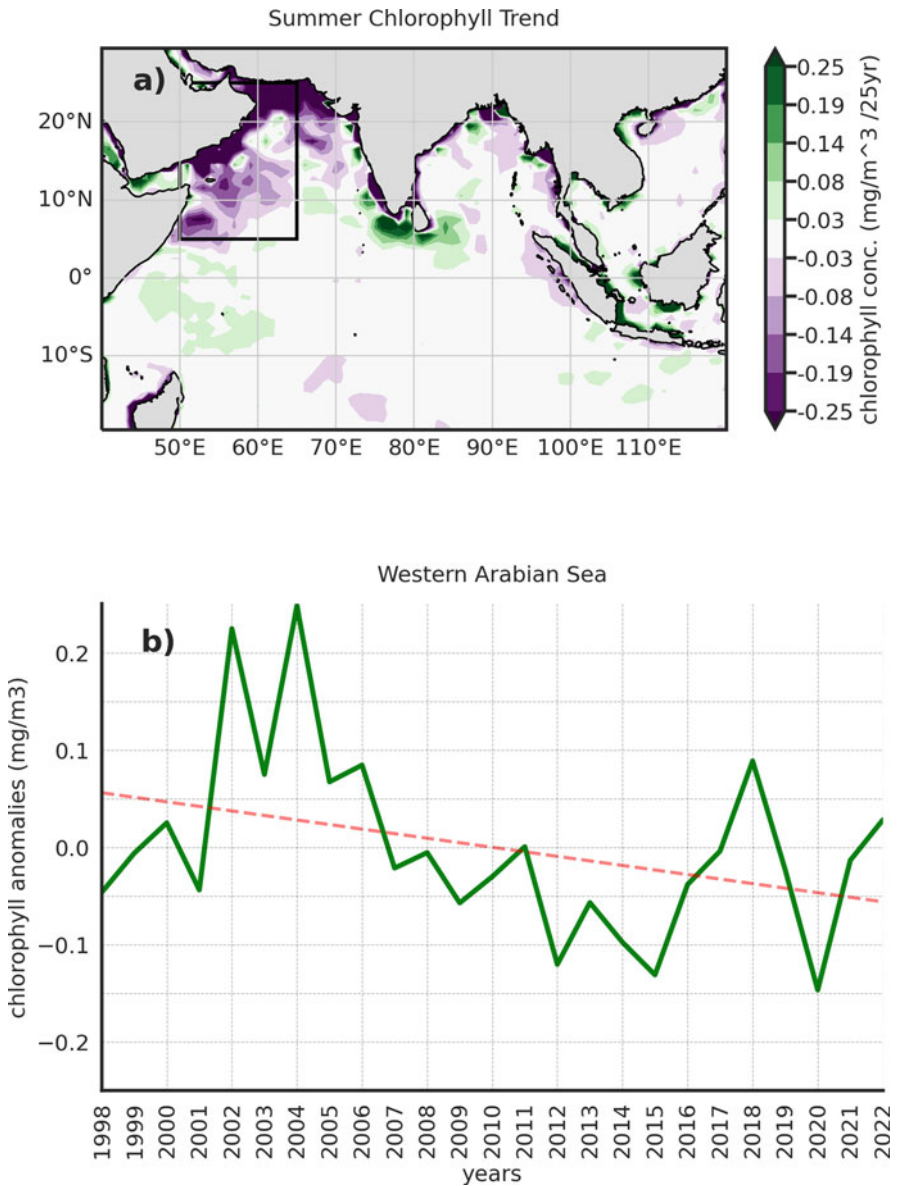 Summer Chlorophyll Trend
a)
20°N
10°N
0°
10°S
50°E 60°E 70°E 80°E 90°E 100°E 110°E
0.25
0.19
0.14
0.08
0.03
-0.03
-0.08
-0.14
-0.19
-0.25
chlorophyll conc. (mg/m^3 /25yr)
Western Arabian Sea
b)
0.2
0.1
0.0
−0.1
−0.2
chlorophyll anomalies (mg/m3)
1998 1999 2000 2001 2002 2003 2004 2005 2006 2007 2008 2009 2010 2011 2012 2013 2014 2015 2016 2017 2018 2019 2020 2021 2022
years